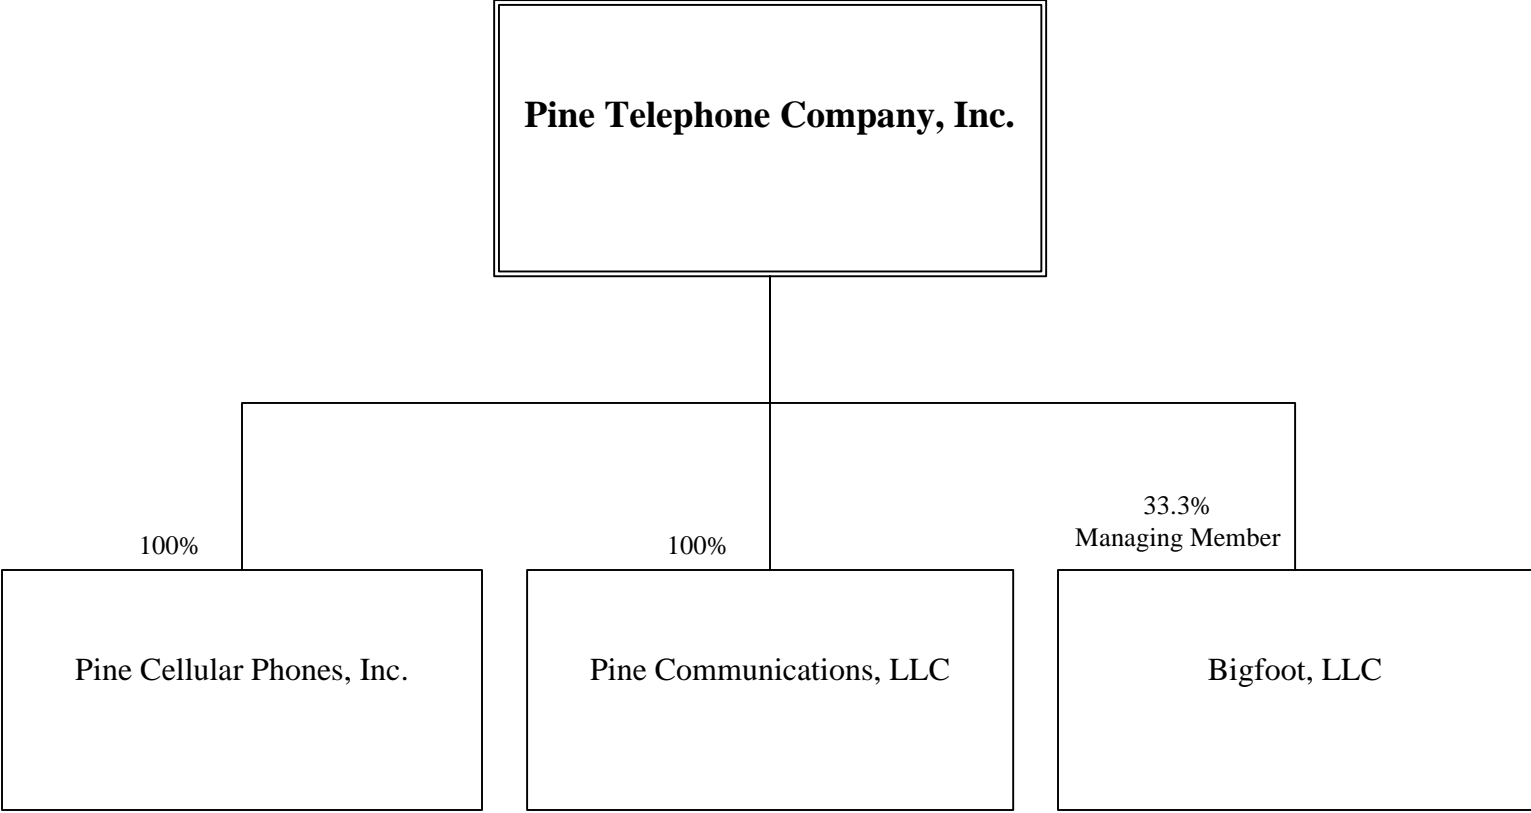 Pine Telephone Company, Inc.
100%
100%
33.3%
Managing Member
Pine Cellular Phones, Inc.
Pine Communications, LLC
Bigfoot, LLC